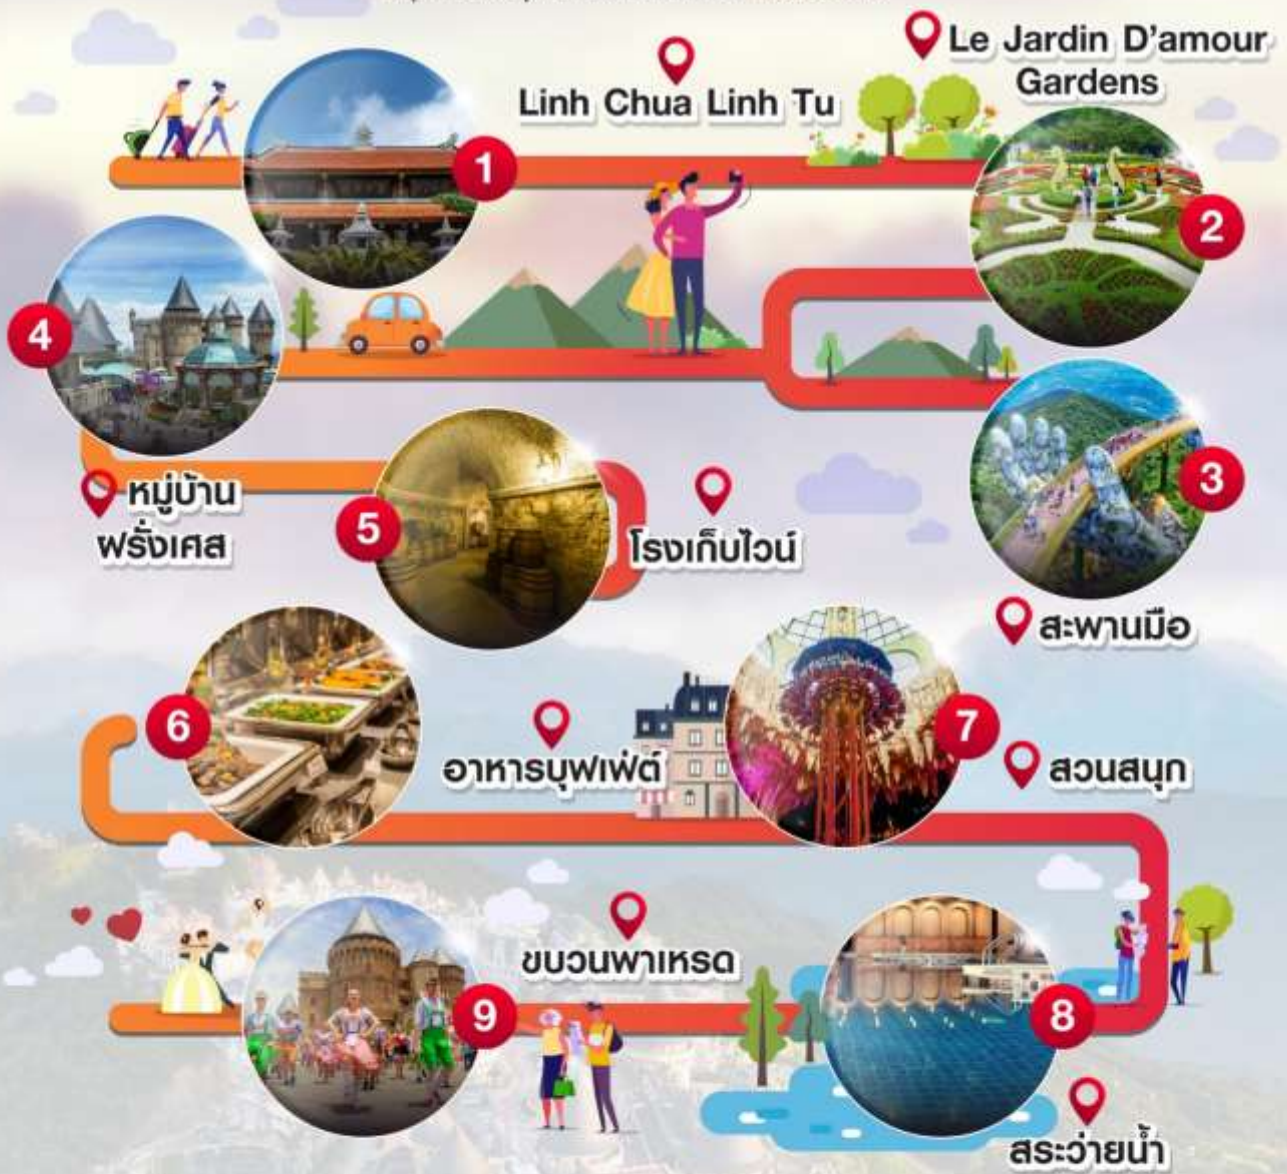 Linh Chua Linh Tu
1
Le Jardin D'amour
Gardens
2
3
สะพานมือ
4
หมู่บ้าน
ฝรั่งเศส
5
โรงเก็บไวน์
6
อาหารบุฟเฟ่ต์
7
สวนสนุก
8
สระว่ายน้ำ
9
ขบวนพาเหรด